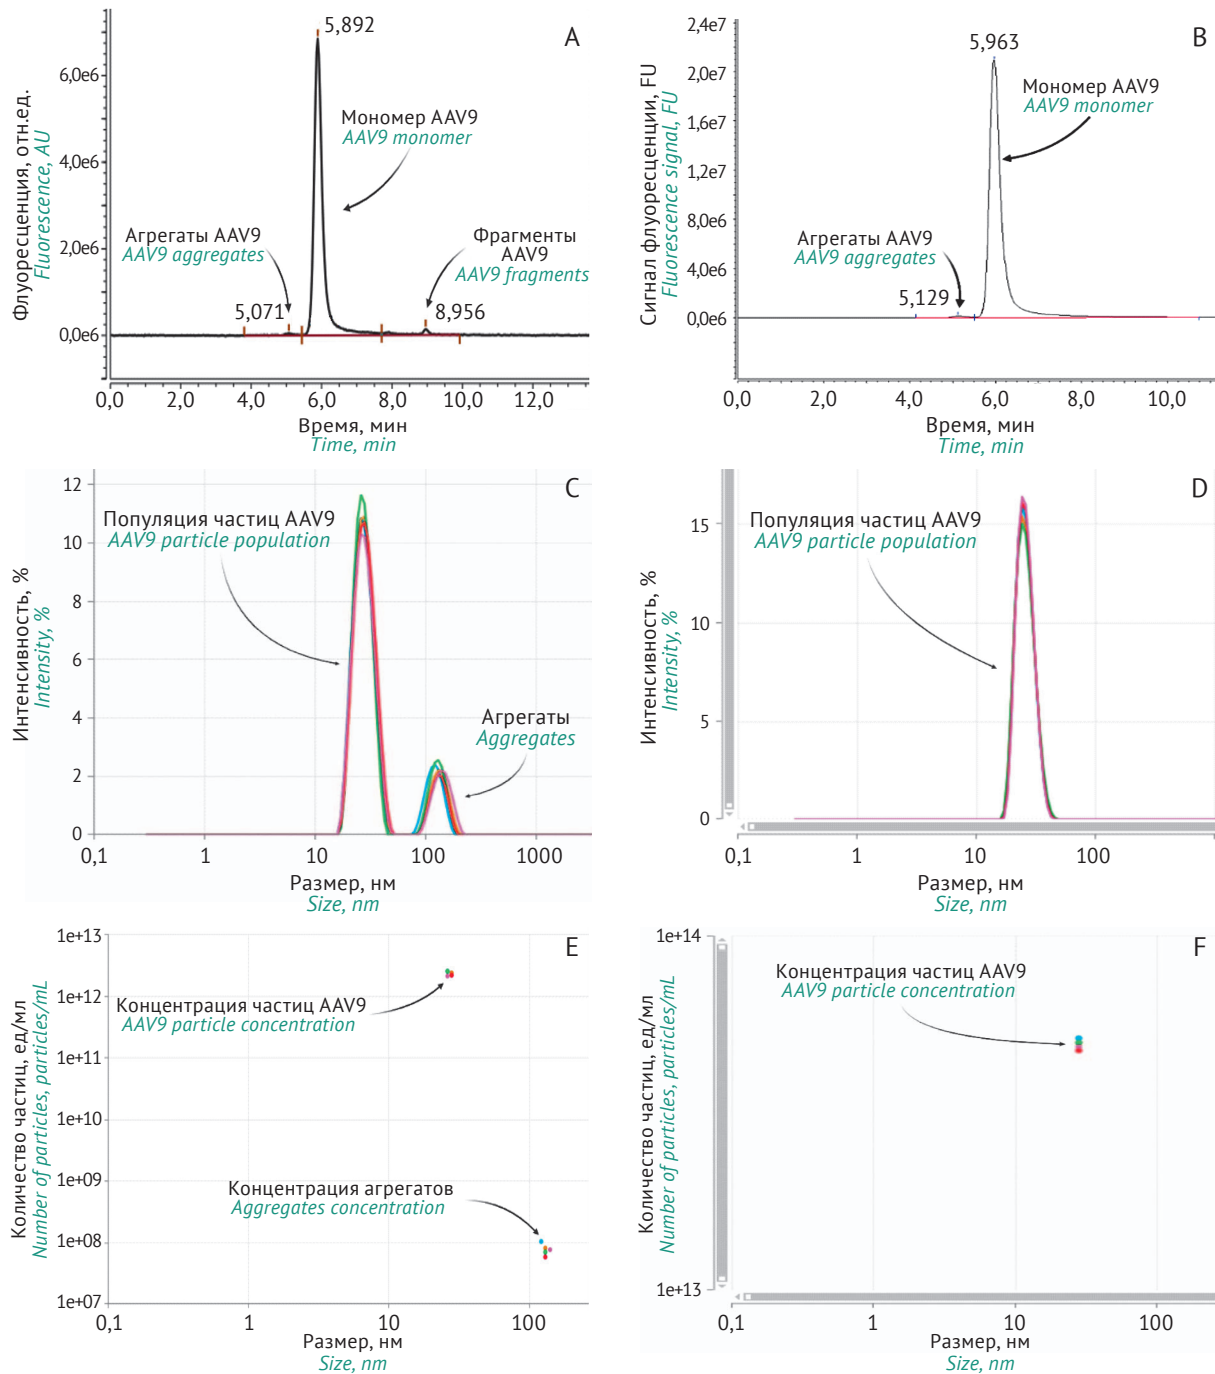 A
5,892
6,0e6
4,0e6
2,0e6
0,0e6
Флуоресценция, отн.ед.
Fluorescence, AU
Мономер AAV9
AAV9 monomer
Агрегаты AAV9
AAV9 aggregates
Фрагменты
AAV9
AAV9 fragments
5,071
8,956
0,0 2,0 4,0 6,0 8,0 10,0 12,0
Время, мин
Time, min
B
5,963
2,4e7
2,0e7
1,6e7
1,2e7
8,0e6
4,0e6
0,0e6
Сигнал флуоресценции, FU
Fluorescence signal, FU
Мономер AAV9
AAV9 monomer
Агрегаты AAV9
AAV9 aggregates
5,129
0,0 2,0 4,0 6,0 8,0 10,0
Время, мин
Time, min
C
12
10
8
6
4
2
0
Интенсивность, %
Intensity, %
Популяция частиц AAV9
AAV9 particle population
Агрегаты
Aggregates
0,1 1 10 100 1000
Размер, нм
Size, nm
D
15
10
5
0
Интенсивность, %
Intensity, %
Популяция частиц AAV9
AAV9 particle population
0,1 1 10 100
Размер, нм
Size, nm
E
1e+13
1e+12
1e+11
1e+10
1e+09
1e+08
1e+07
Количество частиц, ед/мл
Number of particles, particles/mL
Концентрация частиц AAV9
AAV9 particle concentration
Концентрация агрегатов
Aggregates concentration
0,1 1 10 100
Размер, нм
Size, nm
F
1e+14
1e+13
Количество частиц, ед/мл
Number of particles, particles/mL
Концентрация частиц AAV9
AAV9 particle concentration
0,1 1 10 100
Размер, нм
Size, nm